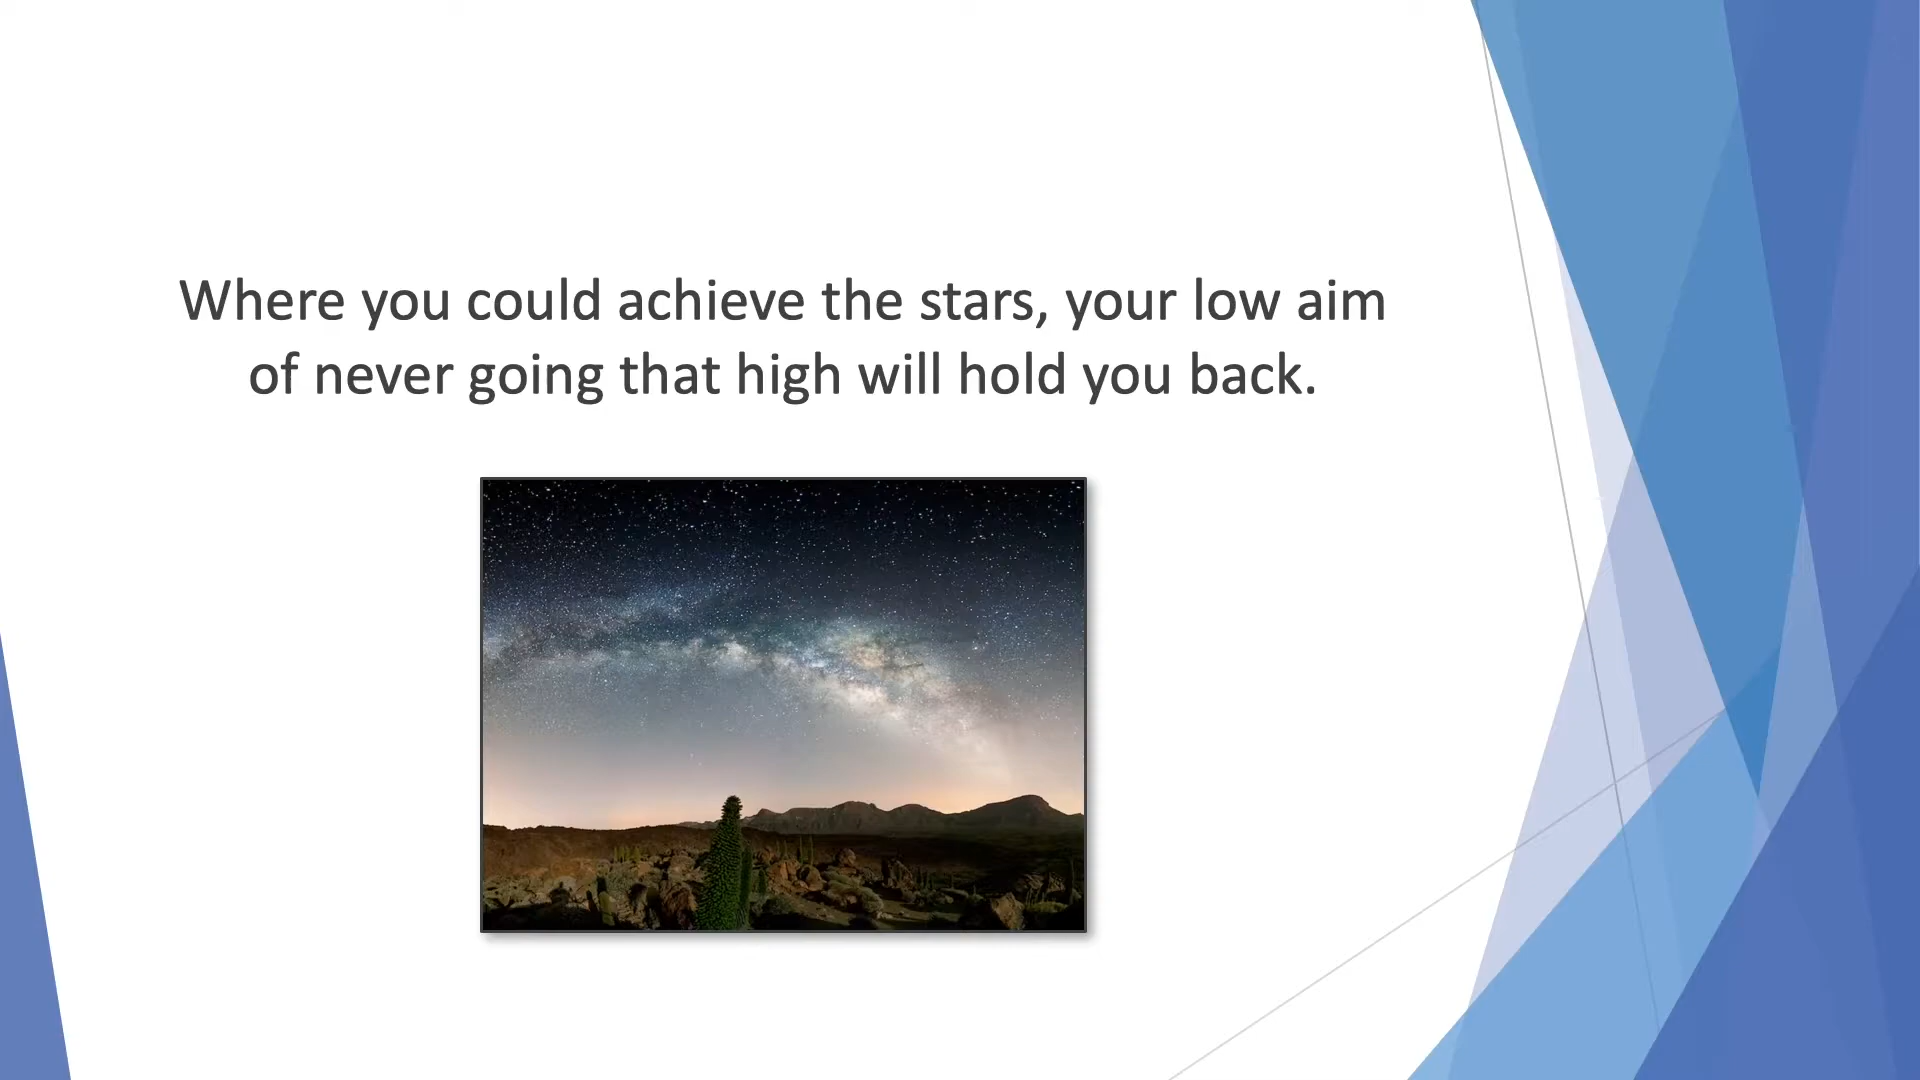 Where you could achieve the stars, your low aim
of never going that high will hold you back.